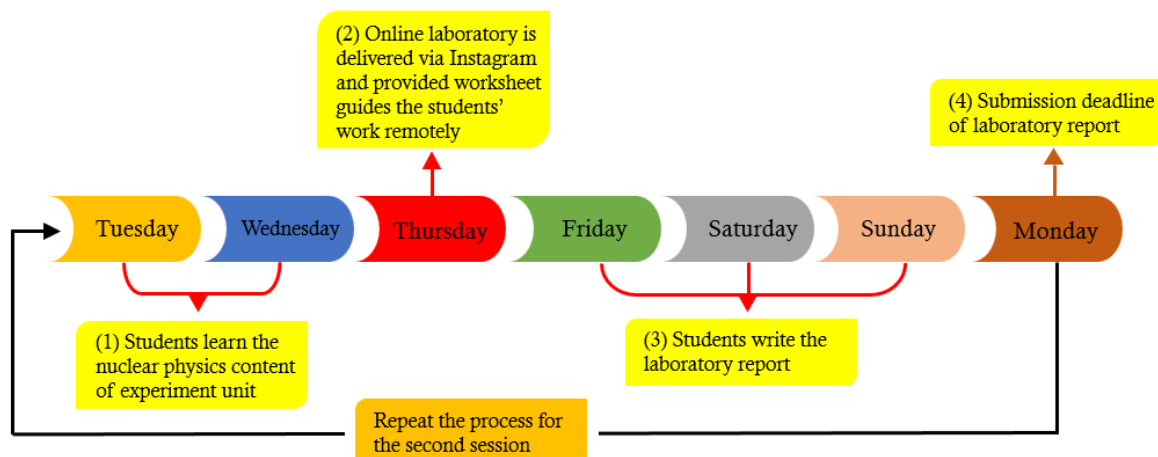 (2) Online laboratory is
delivered via Instagram
and provided worksheet
guides the students'
work remotely
(4) Submission deadline
of laboratory report
Tuesday
Wednesday
Thursday
Friday
Saturday
Sunday
Monday
(1) Students learn the
nuclear physics content
of experiment unit
(3) Students write the
laboratory report
Repeat the process for
the second session